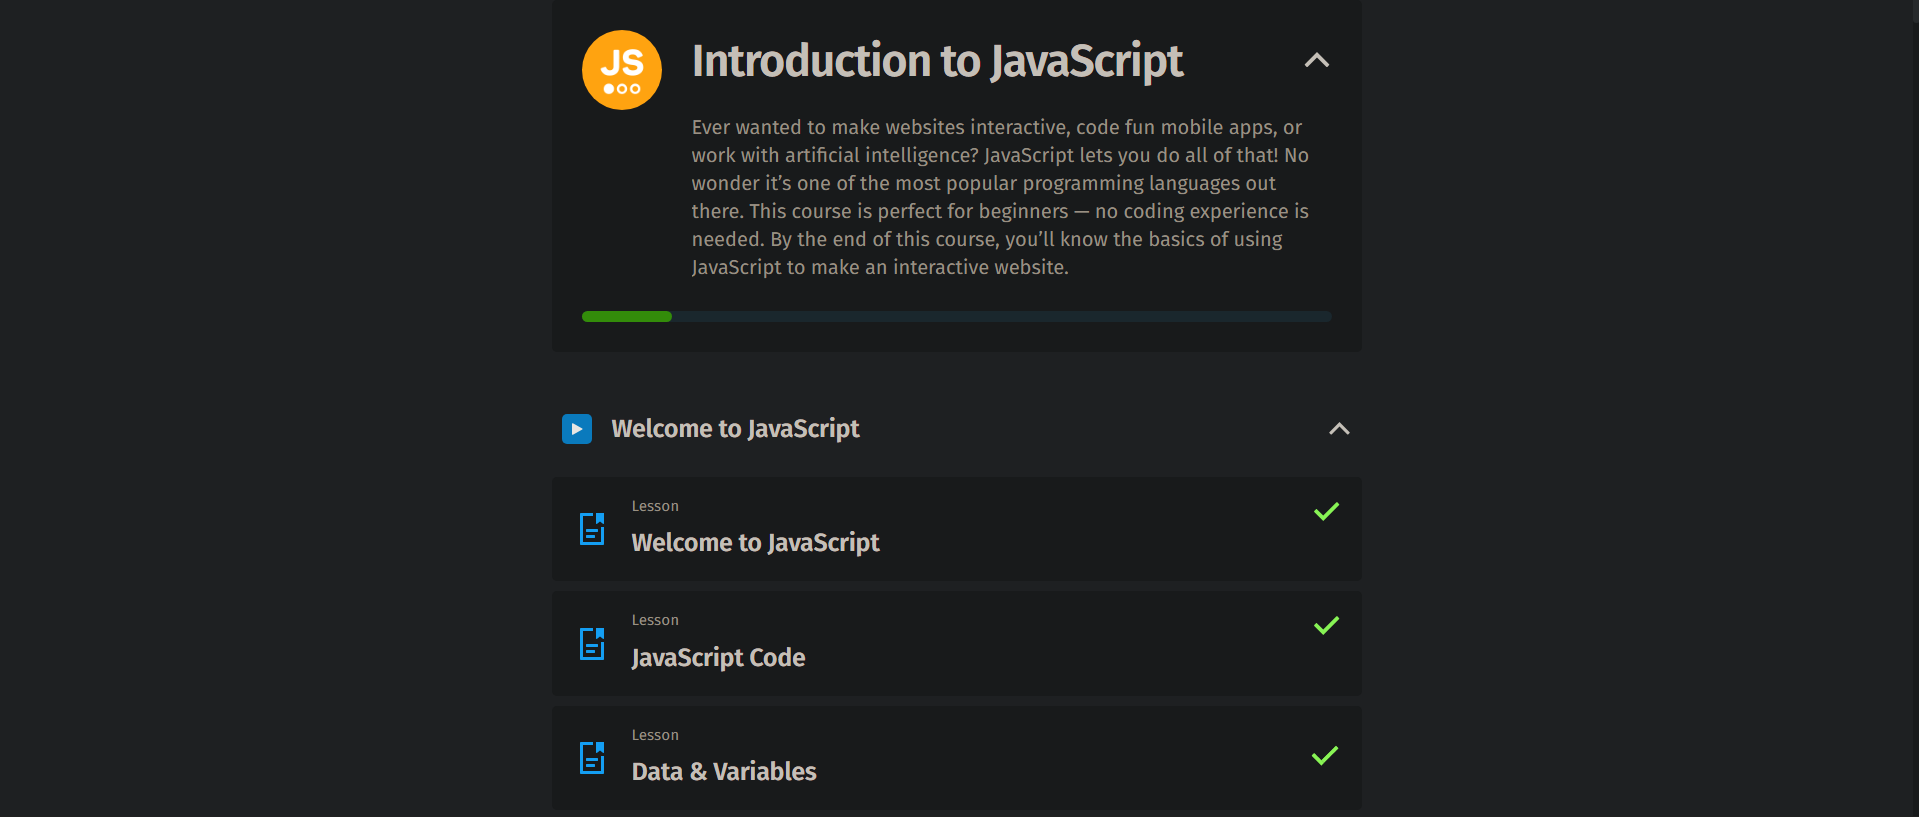 JS
Introduction to JavaScript
Ever wanted to make websites interactive, code fun mobile apps, or
work with artificial intelligence? JavaScript lets you do all of that! No
wonder it’s one of the most popular programming languages out
there. This course is perfect for beginners — no coding experience is
needed. By the end of this course, you’ll know the basics of using
JavaScript to make an interactive website.
Welcome to JavaScript
Lesson
Welcome to JavaScript
Lesson
JavaScript Code
Lesson
Data & Variables